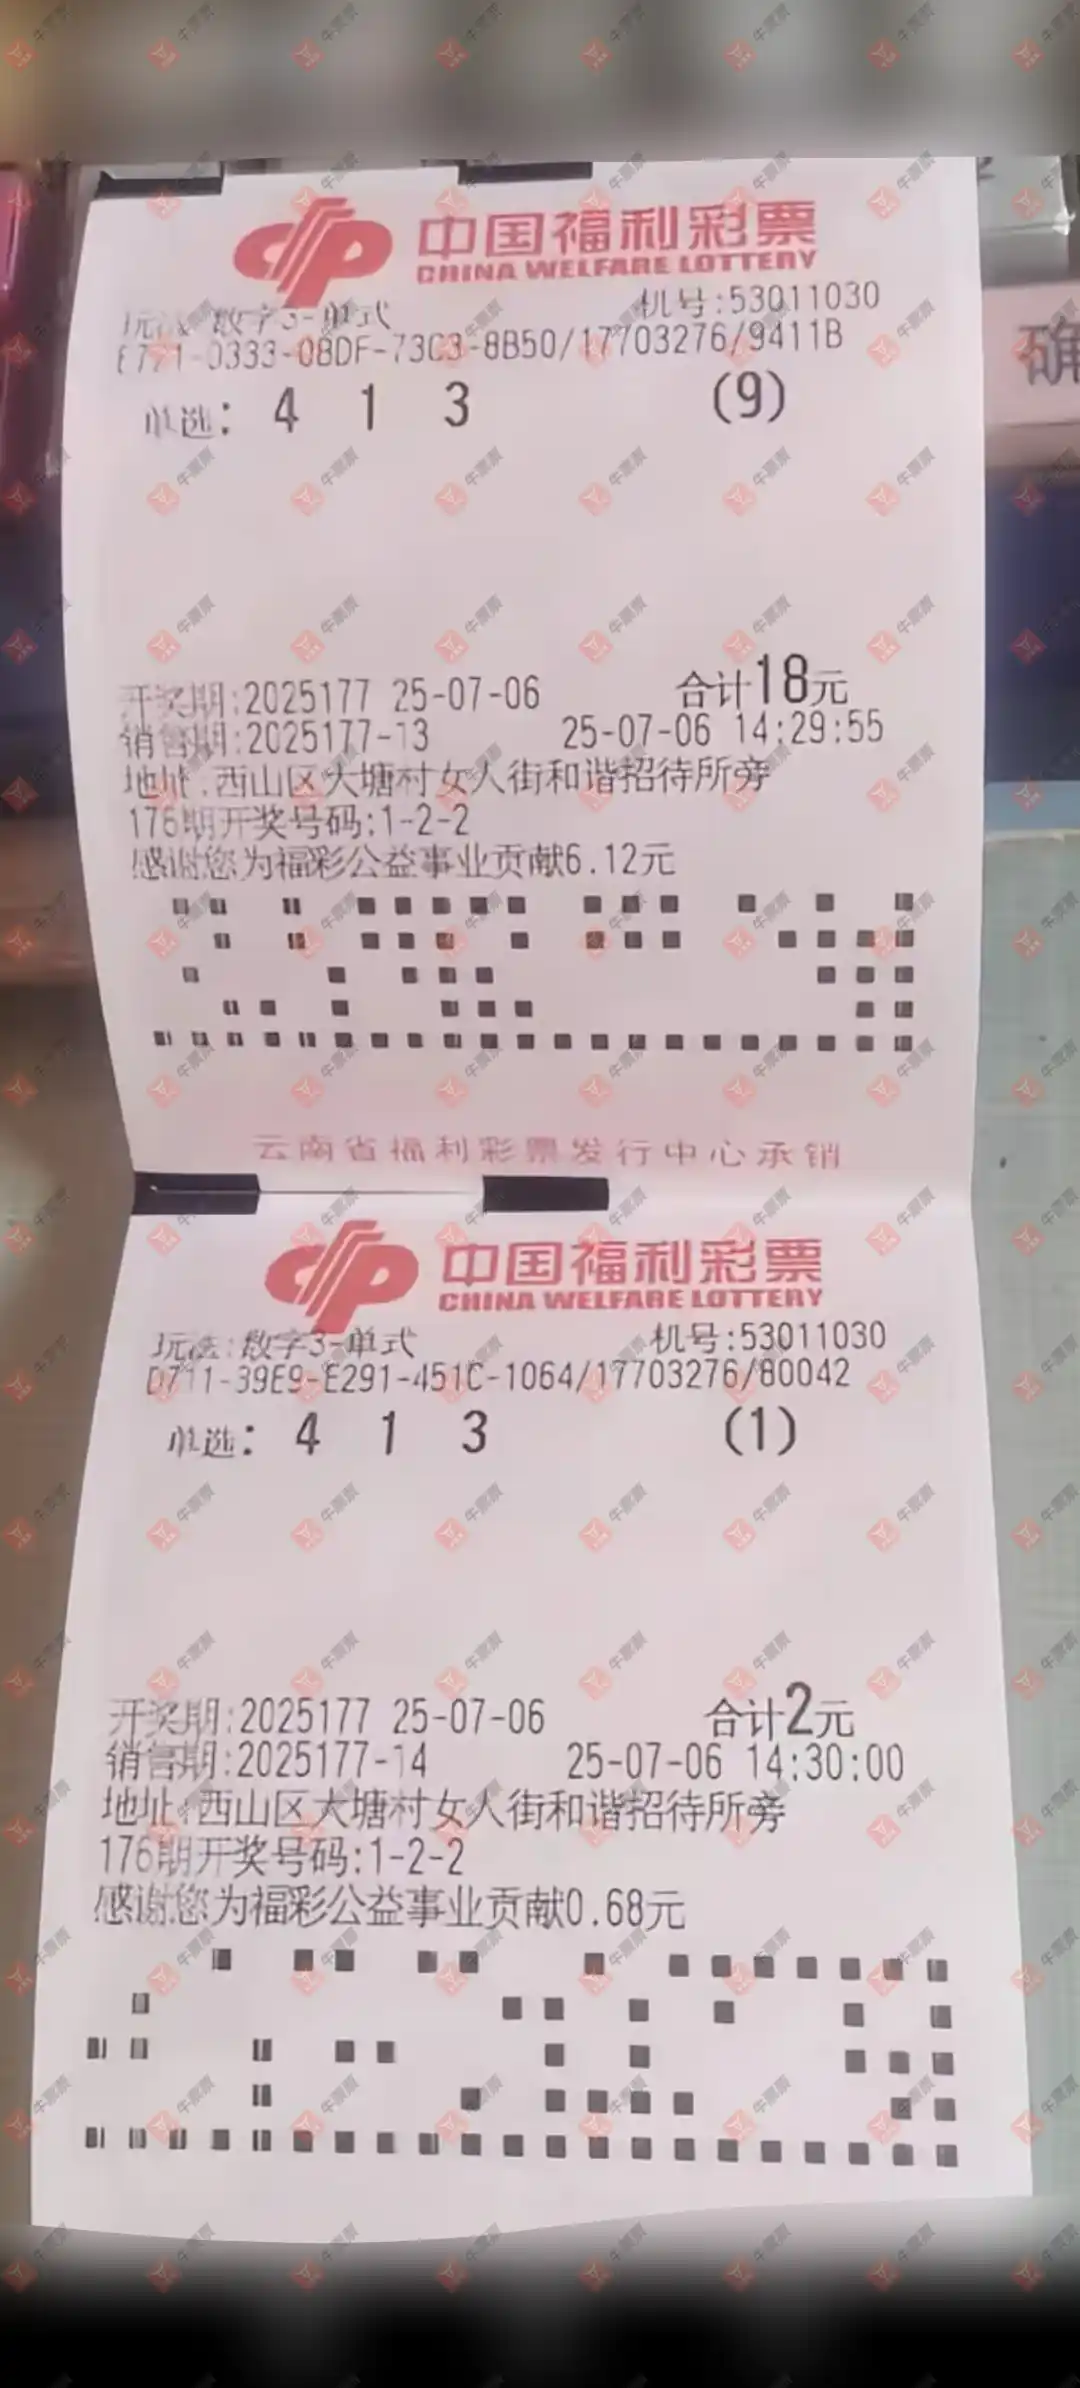 中国福利彩票
CHINA WELFARE LOTTERY
玩法:数字3-单式 机号:53011030
E771-0333-08DF-73C3-8B50/17703276/9411B
单选: 4 1 3 (9)
开奖期:2025177 25-07-06 合计18元
销售期:2025177-13 25-07-06 14:29:55
地址:西山区大塘村女人街和谐招待所旁
176期开奖号码:1-2-2
感谢您为福彩公益事业贡献6.12元
云南省福利彩票发行中心承销
中国福利彩票
CHINA WELFARE LOTTERY
玩法:数字3-单式 机号:53011030
D711-39E9-E291-451C-1064/17703276/80042
单选: 4 1 3 (1)
开奖期:2025177 25-07-06 合计2元
销售期:2025177-14 25-07-06 14:30:00
地址:西山区大塘村女人街和谐招待所旁
176期开奖号码:1-2-2
感谢您为福彩公益事业贡献0.68元
确
牛票票